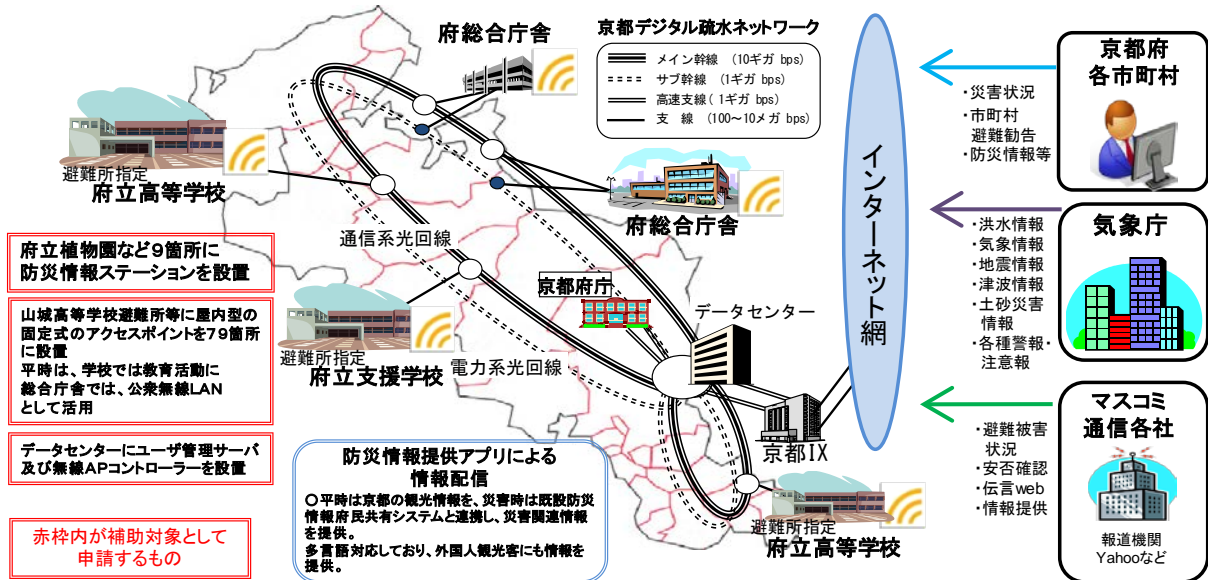 府総合庁舎
京都デジタル疏水ネットワーク
メイン幹線 (10ギガ bps)
サブ幹線 (1ギガ bps)
高速支線(1ギガ bps)
支 線 (100~10メガ bps)
避難所指定
府立高等学校
府総合庁舎
通信系光回線
府立植物園など9箇所に
防災情報ステーションを設置
山城高等学校避難所等に屋内型の
固定式のアクセスポイントを79箇所
に設置
平時は、学校では教育活動に
総合庁舎では、公衆無線LAN
として活用
データセンターにユーザ管理サーバ
及び無線APコントローラーを設置
赤枠内が補助対象として
申請するもの
京都府庁
データセンター
避難所指定
府立支援学校
電力系光回線
京都IX
防災情報提供アプリによる
情報配信
○平時は京都の観光情報を、災害時は既設防災
情報府民共有システムと連携し、災害関連情報
を提供。
多言語対応しており、外国人観光客にも情報を
提供。
避難所指定
府立高等学校
インターネット網
京都府
各市町村
・災害状況
・市町村
避難勧告
・防災情報等
気象庁
・洪水情報
・気象情報
・地震情報
・津波情報
・土砂災害
情報
・各種警報・
注意報
マスコミ
通信各社
・避難被害
状況
・安否確認
・伝言web
・情報提供
報道機関
Yahooなど